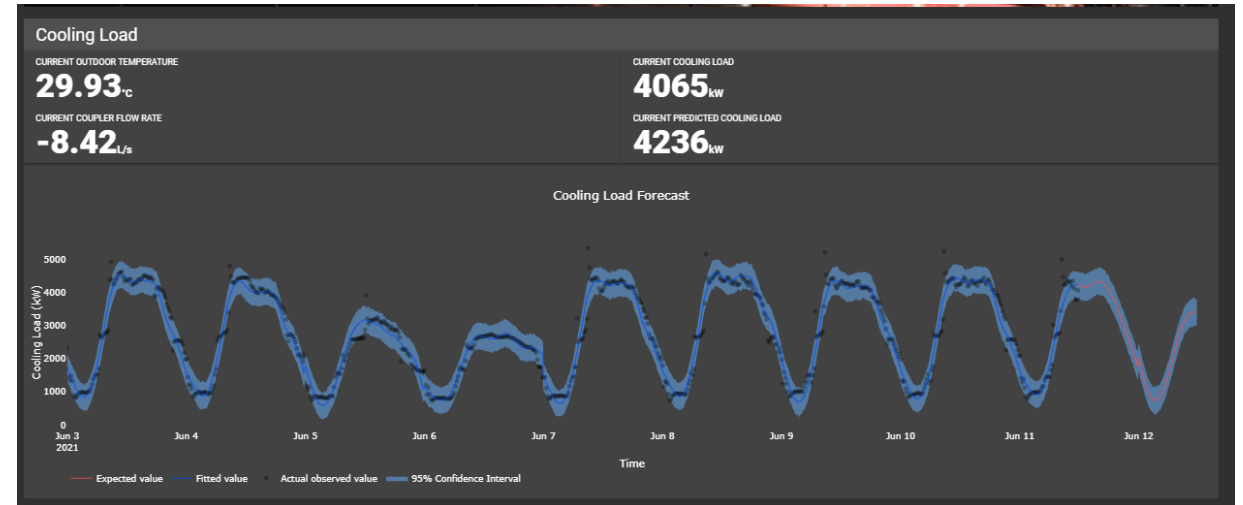 Cooling Load
CURRENT OUTDOOR TEMPERATURE
29.93°C
CURRENT COOLING LOAD
4065kW
CURRENT COUPLER FLOW RATE
-8.42L/s
CURRENT PREDICTED COOLING LOAD
4236kW
Cooling Load Forecast
Cooling Load (kW)
5000
4000
3000
2000
1000
0
Jun 3 Jun 4 Jun 5 Jun 6 Jun 7 Jun 8 Jun 9 Jun 10 Jun 11 Jun 12
2021
Time
Expected value Fitted value Actual observed value 95% Confidence Interval